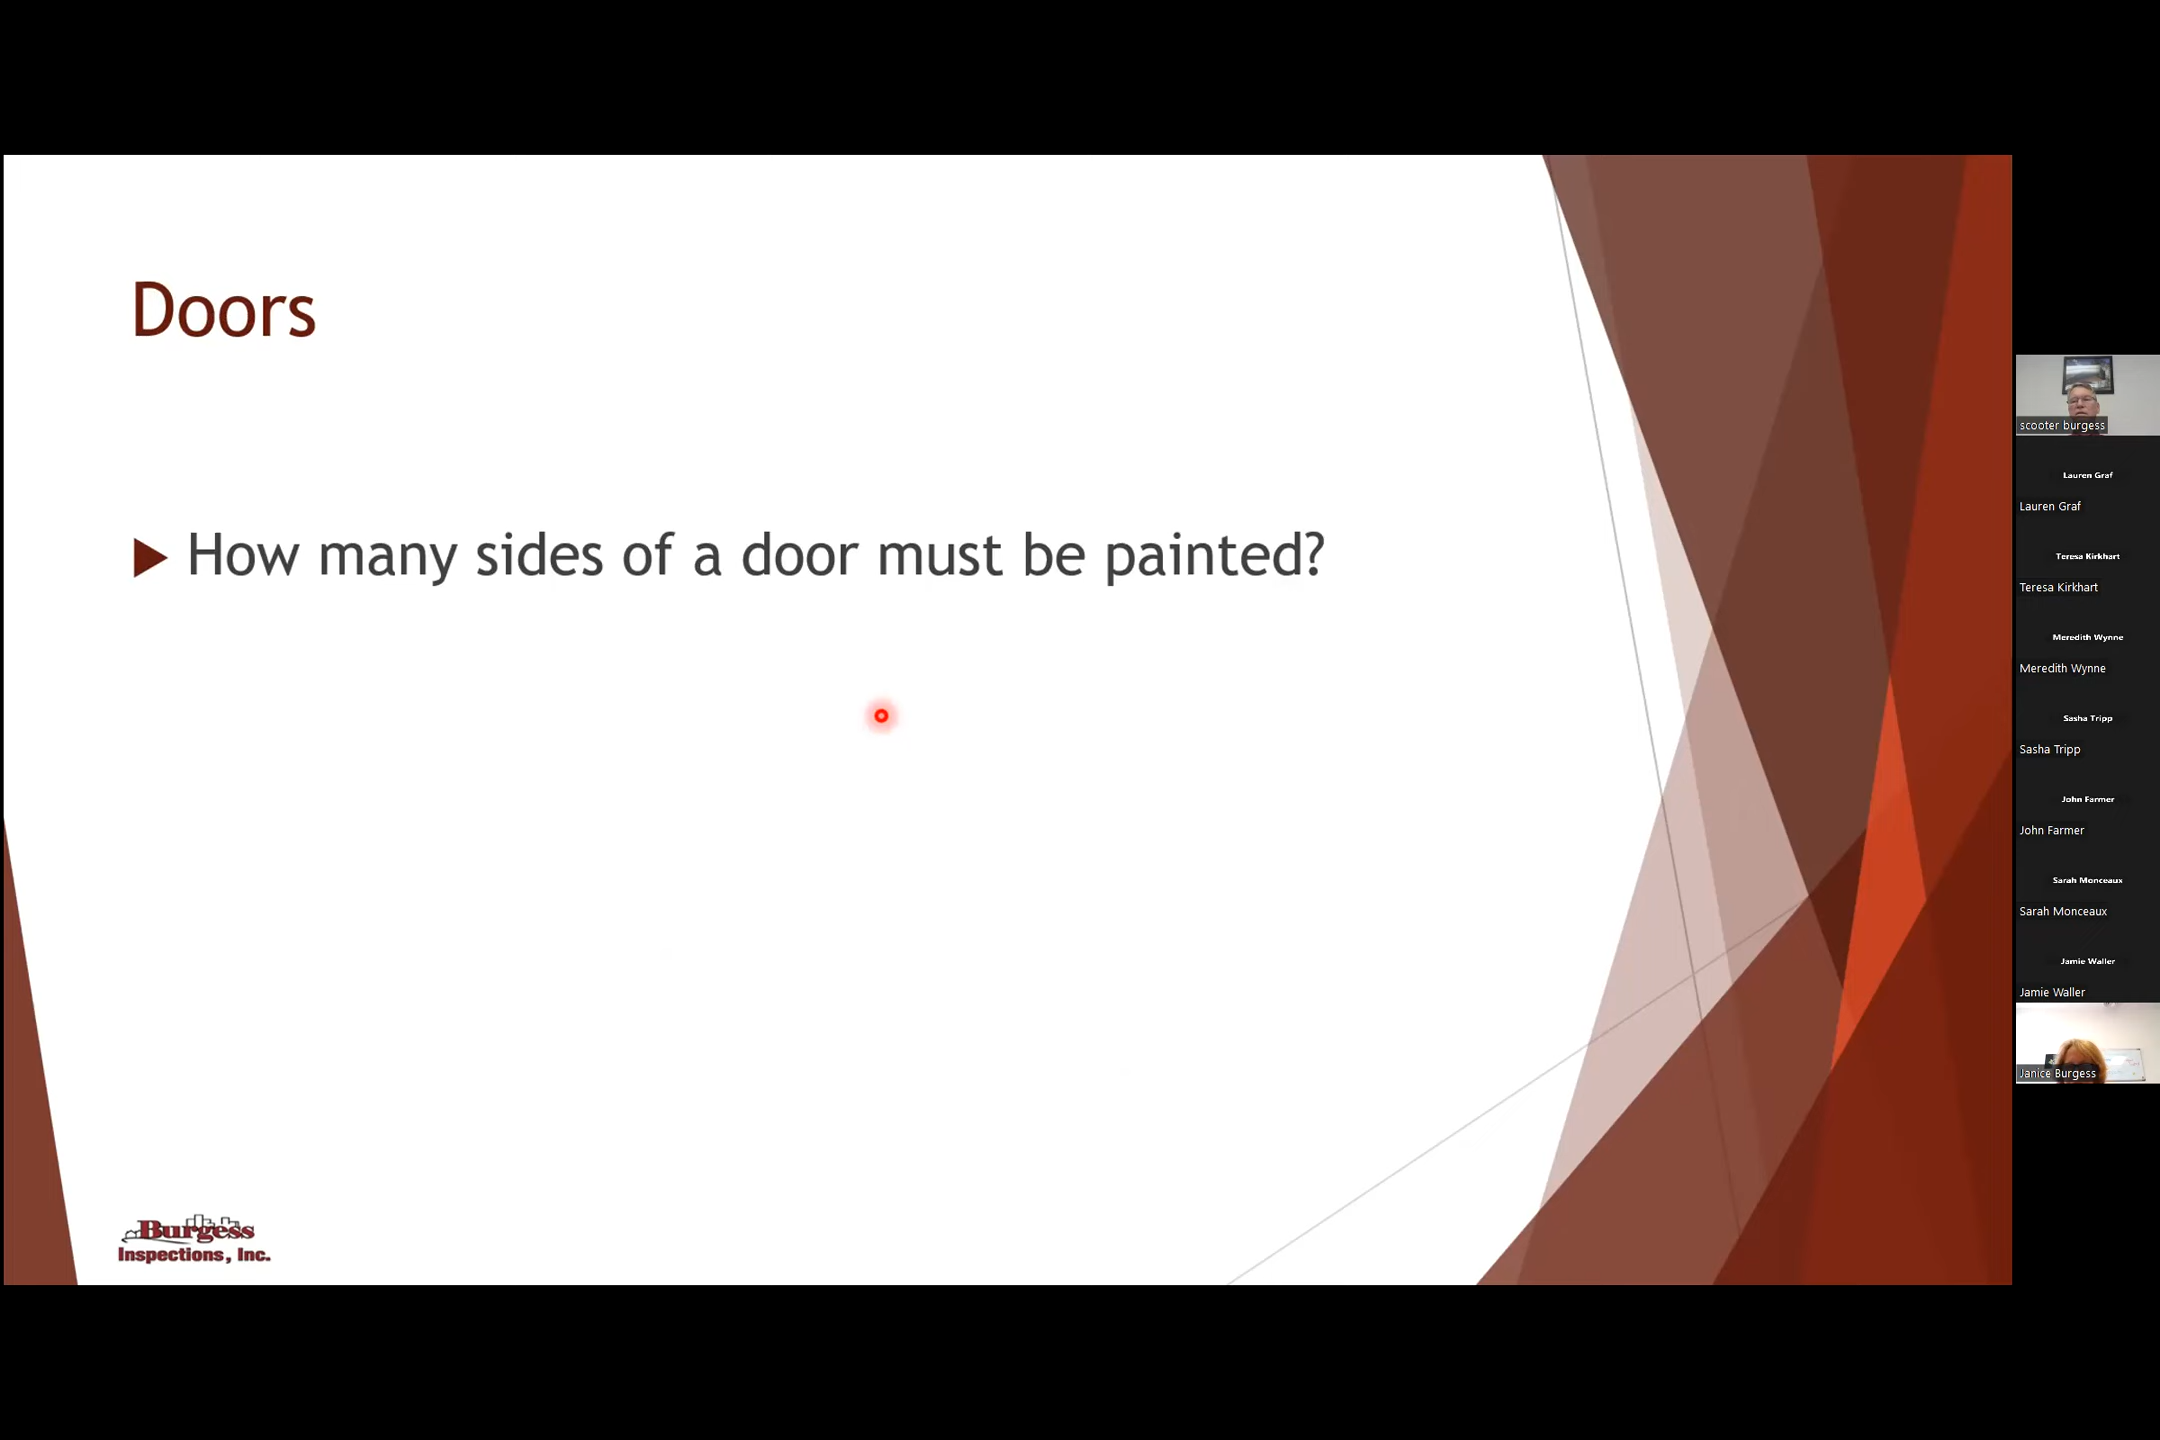 Doors
How many sides of a door must be painted?
Burgess
Inspections, Inc.
scooter burgess
Lauren Graf
Lauren Graf
Teresa Kirkhart
Teresa Kirkhart
Meredith Wynne
Meredith Wynne
Sasha Tripp
Sasha Tripp
John Farmer
John Farmer
Sarah Monceaux
Sarah Monceaux
Jamie Waller
Jamie Waller
Janice Burgess